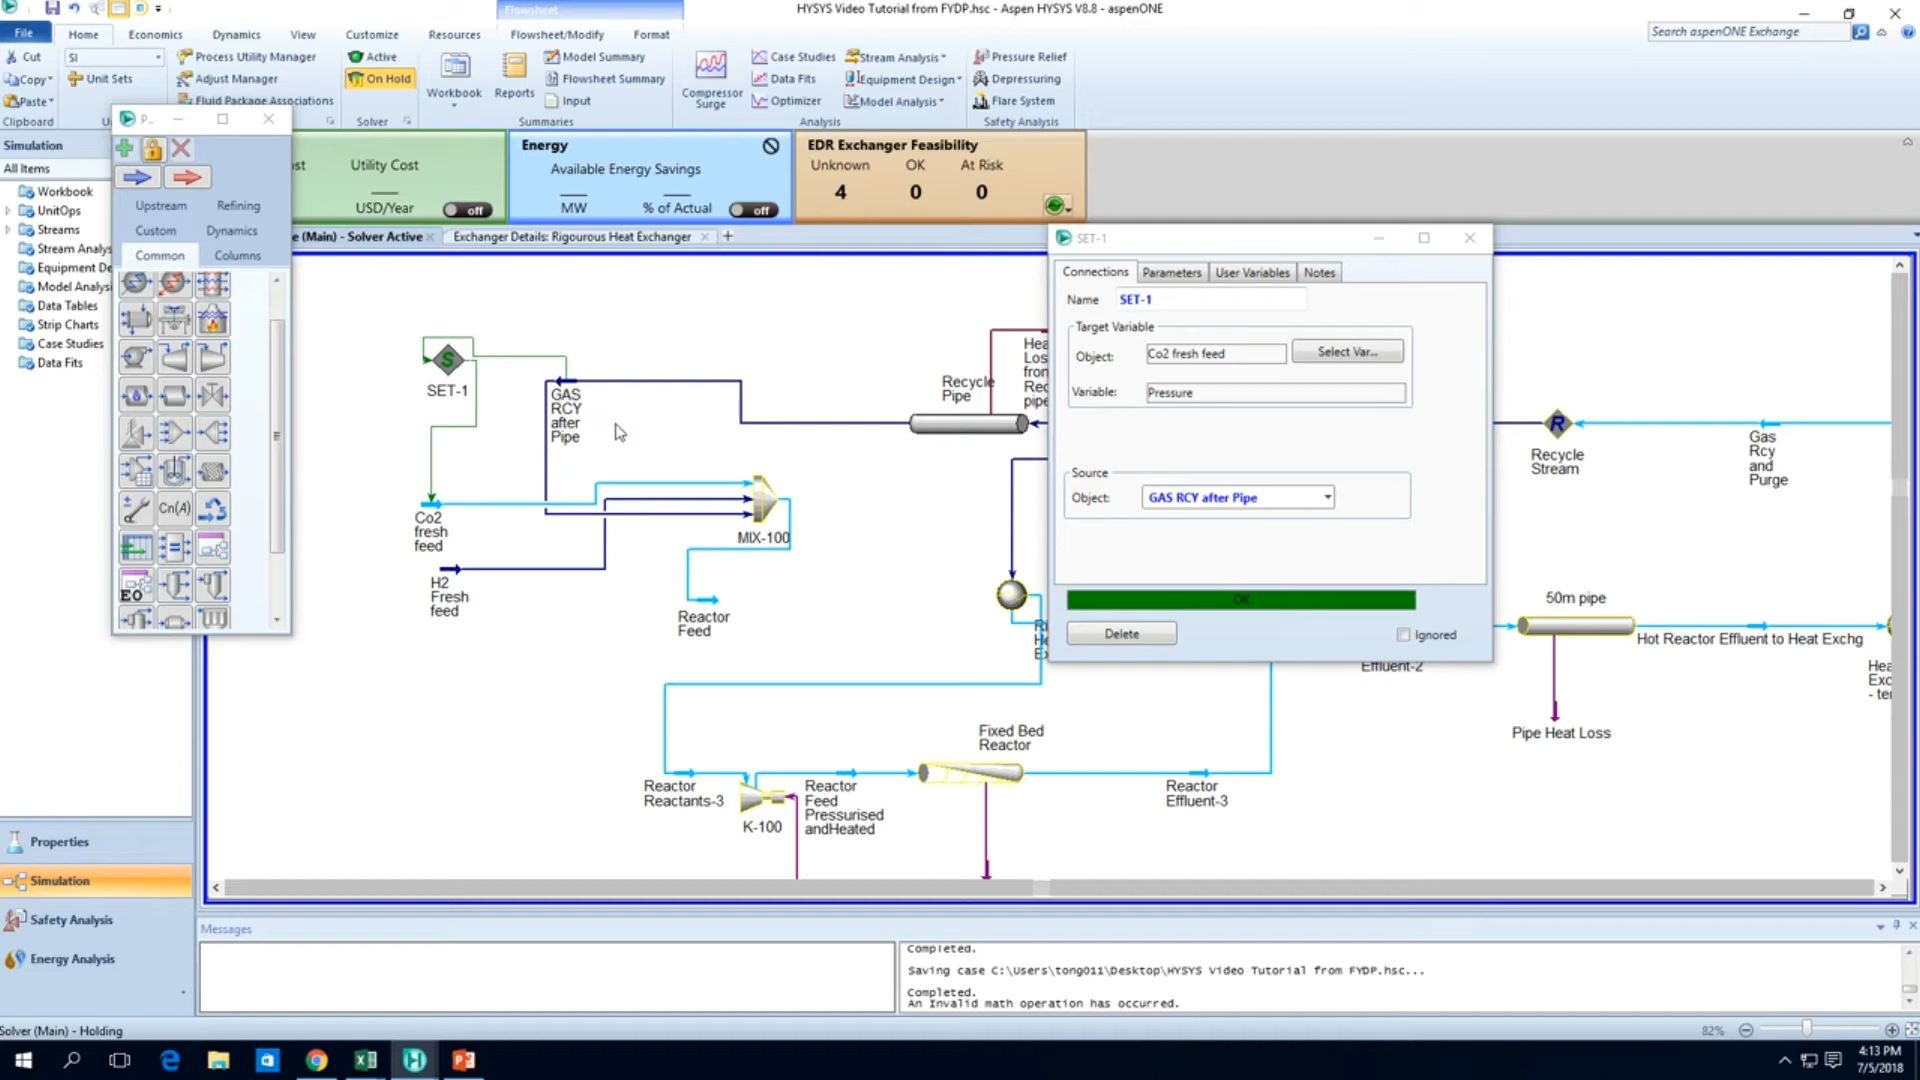 Flowsheet
HYSYS Video Tutorial from FYDP.hsc - Aspen HYSYS V8.8 - aspenONE
File
Home
Economics
Dynamics
View
Customize
Resources
Flowsheet/Modify
Format
Search aspenONE Exchange
Cut
Copy
Paste
Clipboard
SI
Unit Sets
Process Utility Manager
Adjust Manager
Fluid Package Associations
Active
On Hold
Solver
Workbook
Reports
Model Summary
Flowsheet Summary
Input
Summaries
Compressor
Surge
Case Studies
Data Fits
Optimizer
Stream Analysis
Equipment Design
Model Analysis
Analysis
Pressure Relief
Depressuring
Flare System
Safety Analysis
Simulation
All Items
Workbook
UnitOps
Streams
Stream Analys
Equipment De
Model Analysi
Data Tables
Strip Charts
Case Studies
Data Fits
P..
Upstream
Refining
Custom
Dynamics
Common
Columns
Cn(A)
EO
Utility Cost
USD/Year
off
Energy
Available Energy Savings
MW
% of Actual
off
EDR Exchanger Feasibility
Unknown
OK
At Risk
4
0
0
e (Main) - Solver Active
Exchanger Details: Rigourous Heat Exchanger
S
SET-1
GAS
RCY
after
Pipe
Co2
fresh
feed
H2
Fresh
feed
MIX-100
Reactor
Feed
Recycle
Pipe
Hea
Los
from
Rec
pipe
SET-1
Connections
Parameters
User Variables
Notes
Name
SET-1
Target Variable
Object:
Co2 fresh feed
Select Var...
Variable:
Pressure
Source
Object:
GAS RCY after Pipe
OK
Delete
Ignored
R
Recycle
Stream
Gas
Rcy
and
Purge
50m pipe
Hot Reactor Effluent to Heat Exchg
Pipe Heat Loss
Hea
Exc
- ter
Effluent-2
Fixed Bed
Reactor
Reactor
Reactants-3
K-100
Reactor
Feed
Pressurised
andHeated
Reactor
Effluent-3
Properties
Simulation
Safety Analysis
Energy Analysis
Messages
Completed.
Saving case C:\Users\tong011\Desktop\HYSYS Video Tutorial from FYDP.hsc...
Completed.
An Invalid math operation has occurred.
Solver (Main) - Holding
82%
4:13 PM
7/5/2018